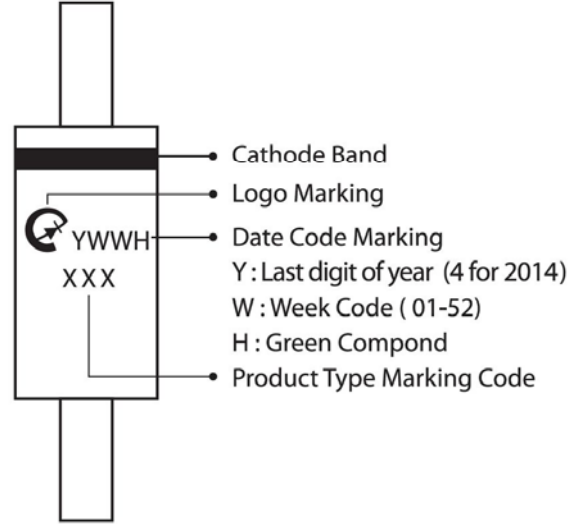 Cathode Band
Logo Marking
YWWH
Date Code Marking
Y : Last digit of year (4 for 2014)
XXX
W : Week Code ( 01-52)
H : Green Compond
Product Type Marking Code